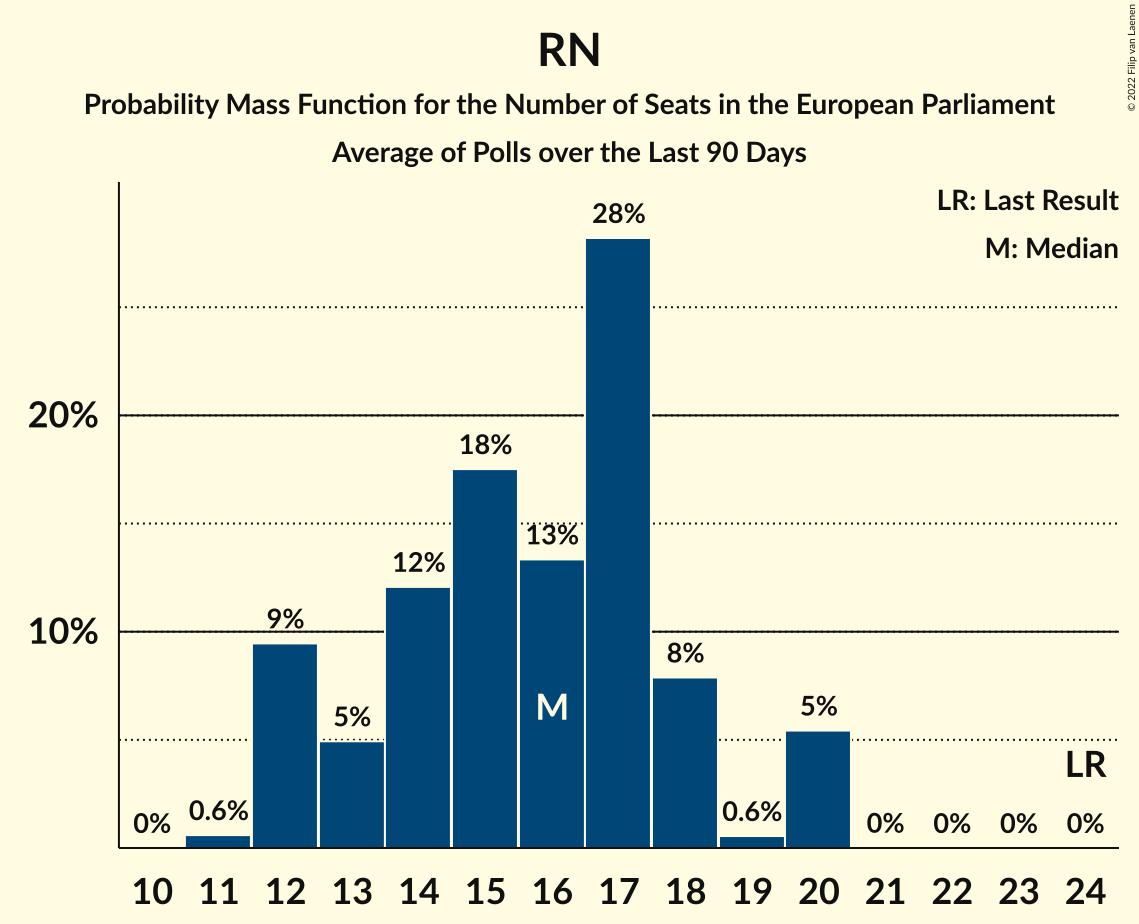 RN
Probability Mass Function for the Number of Seats in the European Parliament
Average of Polls over the Last 90 Days
© 2022 Filip van Laenen
LR: Last Result
M: Median
28%
20%
18%
13%
12%
10%
9%
8%
M
5%
5%
LR
0%
0.6%
0.6%
0%
0%
0%
0%
10 11 12 13 14 15 16 17 18 19 20 21 22 23 24